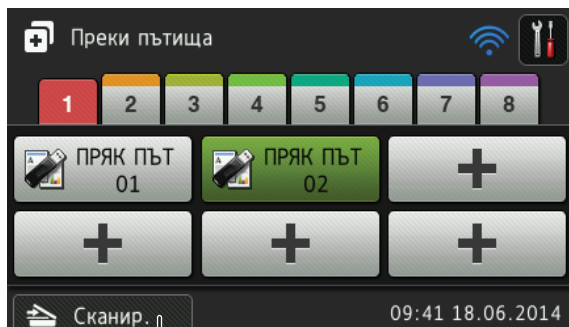 Преки пътища
1 2 3 4 5 6 7 8
ПРЯК ПЪТ
01
ПРЯК ПЪТ
02
Сканир.
09:41 18.06.2014